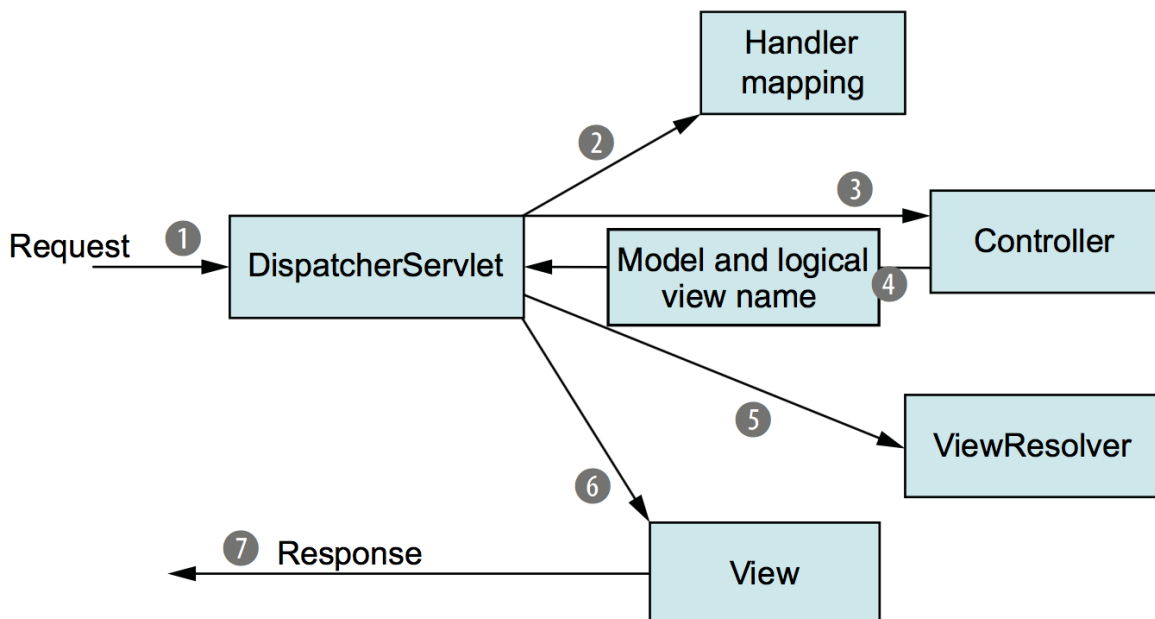 Handler
mapping
2
3
1
Request
DispatcherServlet
Model and logical
view name
4
Controller
5
ViewResolver
6
7
Response
View